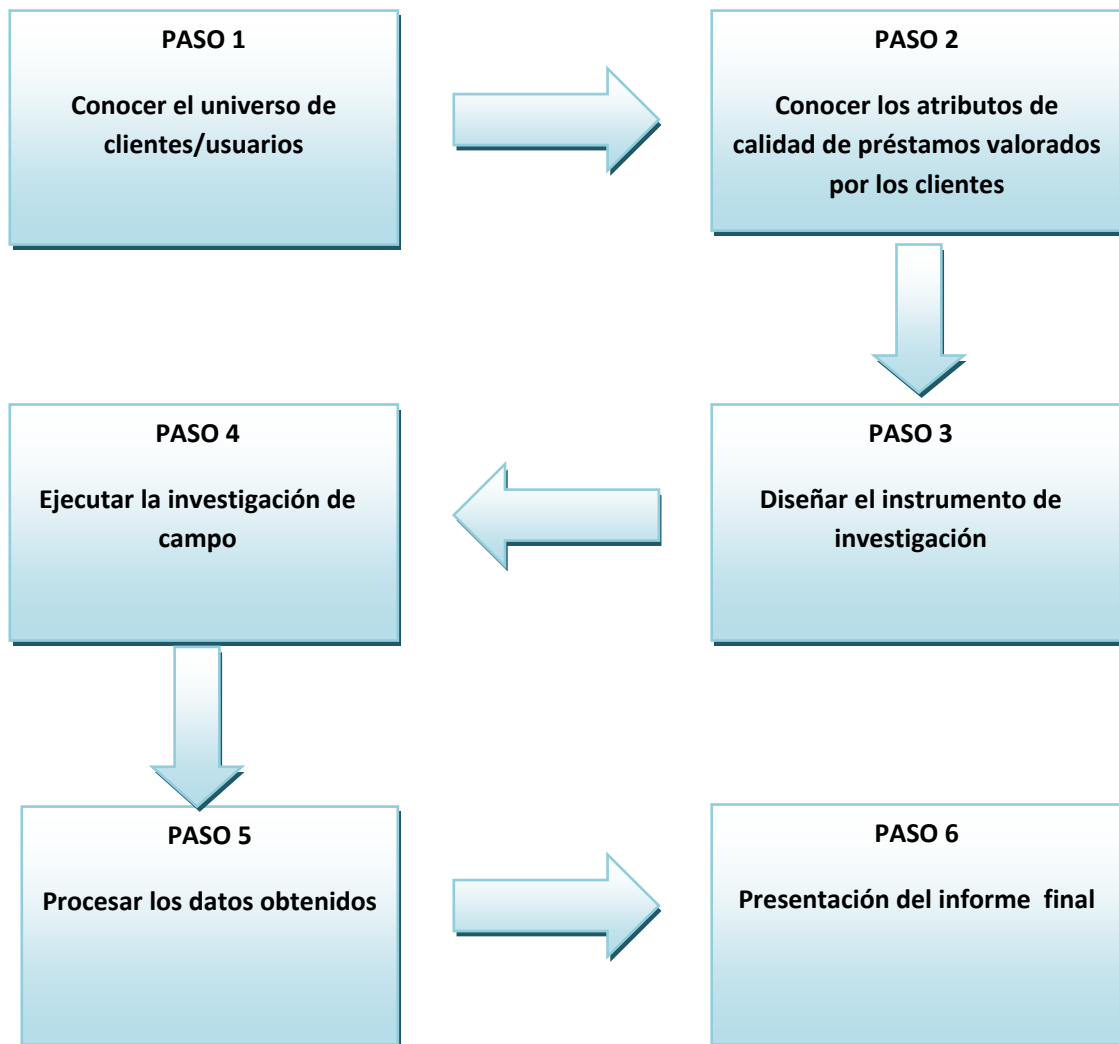 PASO 1
Conocer el universo de
clientes/usuarios
PASO 2
Conocer los atributos de
calidad de préstamos valorados
por los clientes
PASO 3
Diseñar el instrumento de
investigación
PASO 4
Ejecutar la investigación de
campo
PASO 5
Procesar los datos obtenidos
PASO 6
Presentación del informe  final